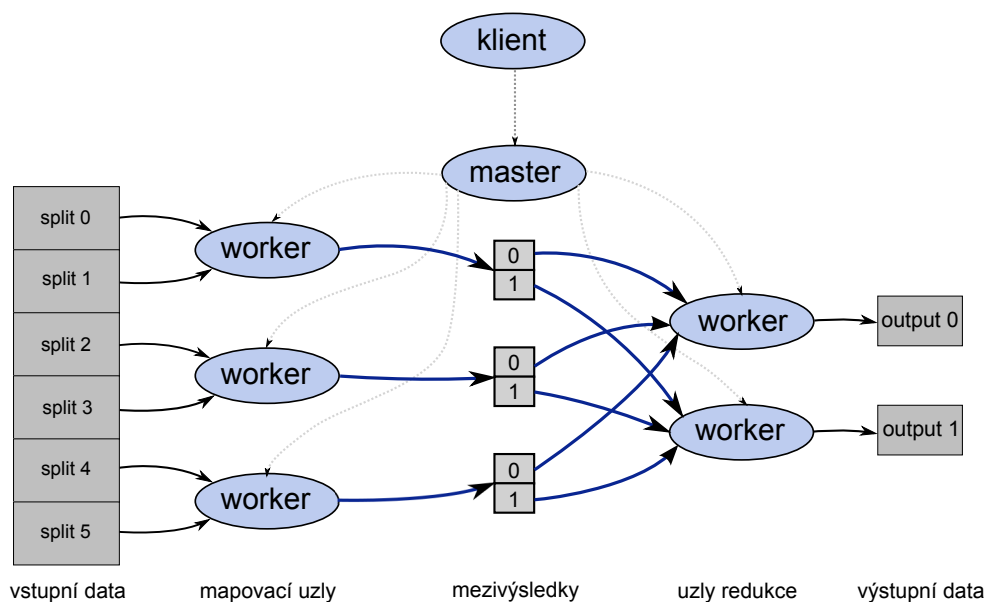 klient
master
split 0
split 1
split 2
split 3
split 4
split 5
worker
worker
worker
0
1
0
1
0
1
worker
worker
output 0
output 1
vstupní data
mapovací uzly
mezivýsledky
uzly redukce
výstupní data